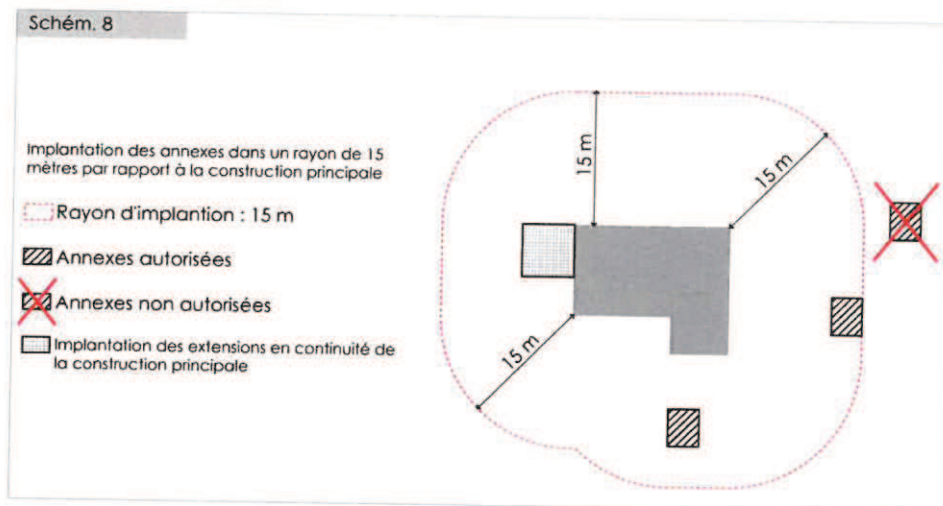 Schém. 8
Implantation des annexes dans un rayon de 15
mètres par rapport à la construction principale
Rayon d'implantion : 15 m
Annexes autorisées
Annexes non autorisées
Implantation des extensions en continuité de
la construction principale
15 m
15 m
15 m